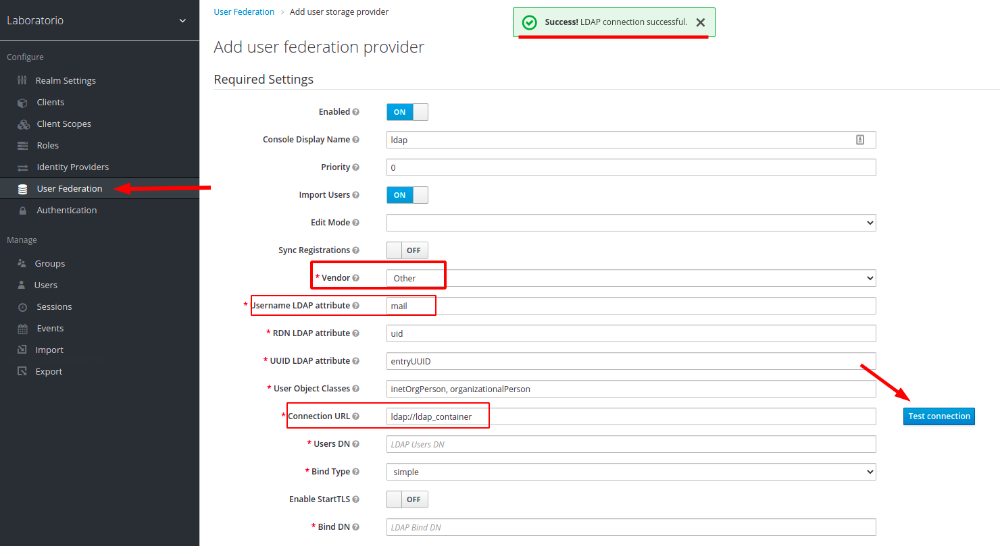 Laboratorio
Configure
Realm Settings
Clients
Client Scopes
Roles
Identity Providers
User Federation
Authentication
Manage
Groups
Users
Sessions
Events
Import
Export
User Federation › Add user storage provider
Success! LDAP connection successful.
Add user federation provider
Required Settings
Enabled ON
Console Display Name ldap
Priority 0
Import Users ON
Edit Mode
Sync Registrations OFF
* Vendor Other
* Username LDAP attribute mail
* RDN LDAP attribute uid
* UUID LDAP attribute entryUUID
* User Object Classes inetOrgPerson, organizationalPerson
* Connection URL ldap://ldap_container Test connection
* Users DN LDAP Users DN
* Bind Type simple
Enable StartTLS OFF
* Bind DN LDAP Bind DN